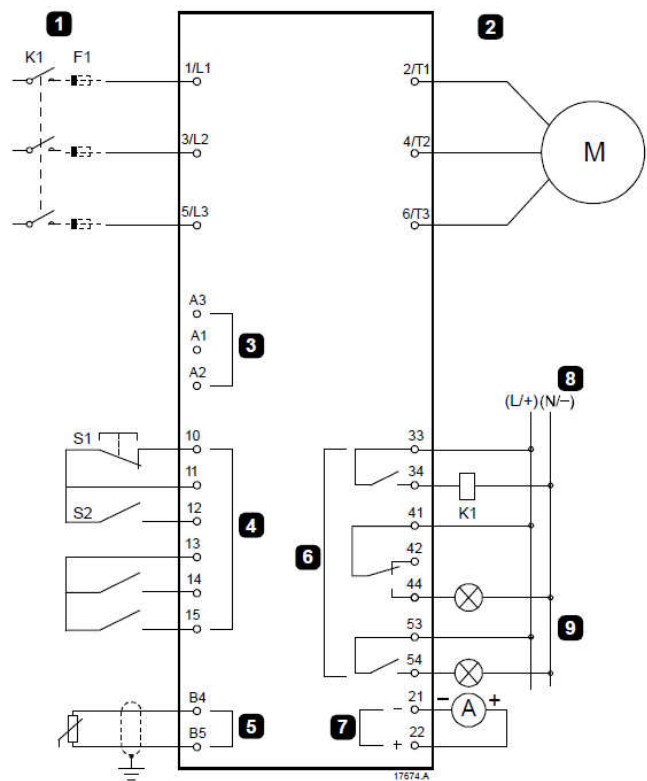 1
2
K1 F1
1/L1
2/T1
3/L2
4/T2
M
5/L3
6/T3
A3
A1
3
A2
8
(L/+)(N/−)
S1
10
33
11
34
S2
12
4
K1
41
13
6
42
14
44
15
53
9
54
B4
21
− A +
5
7
−
B5
22
+
17674.A